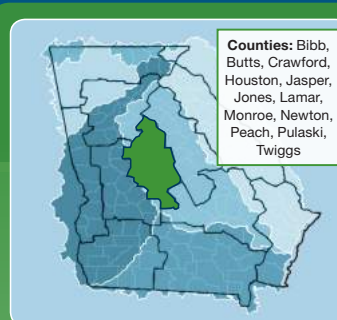 Counties: Bibb,
Butts, Crawford,
Houston, Jasper,
Jones, Lamar,
Monroe, Newton,
Peach, Pulaski,
Twiggs